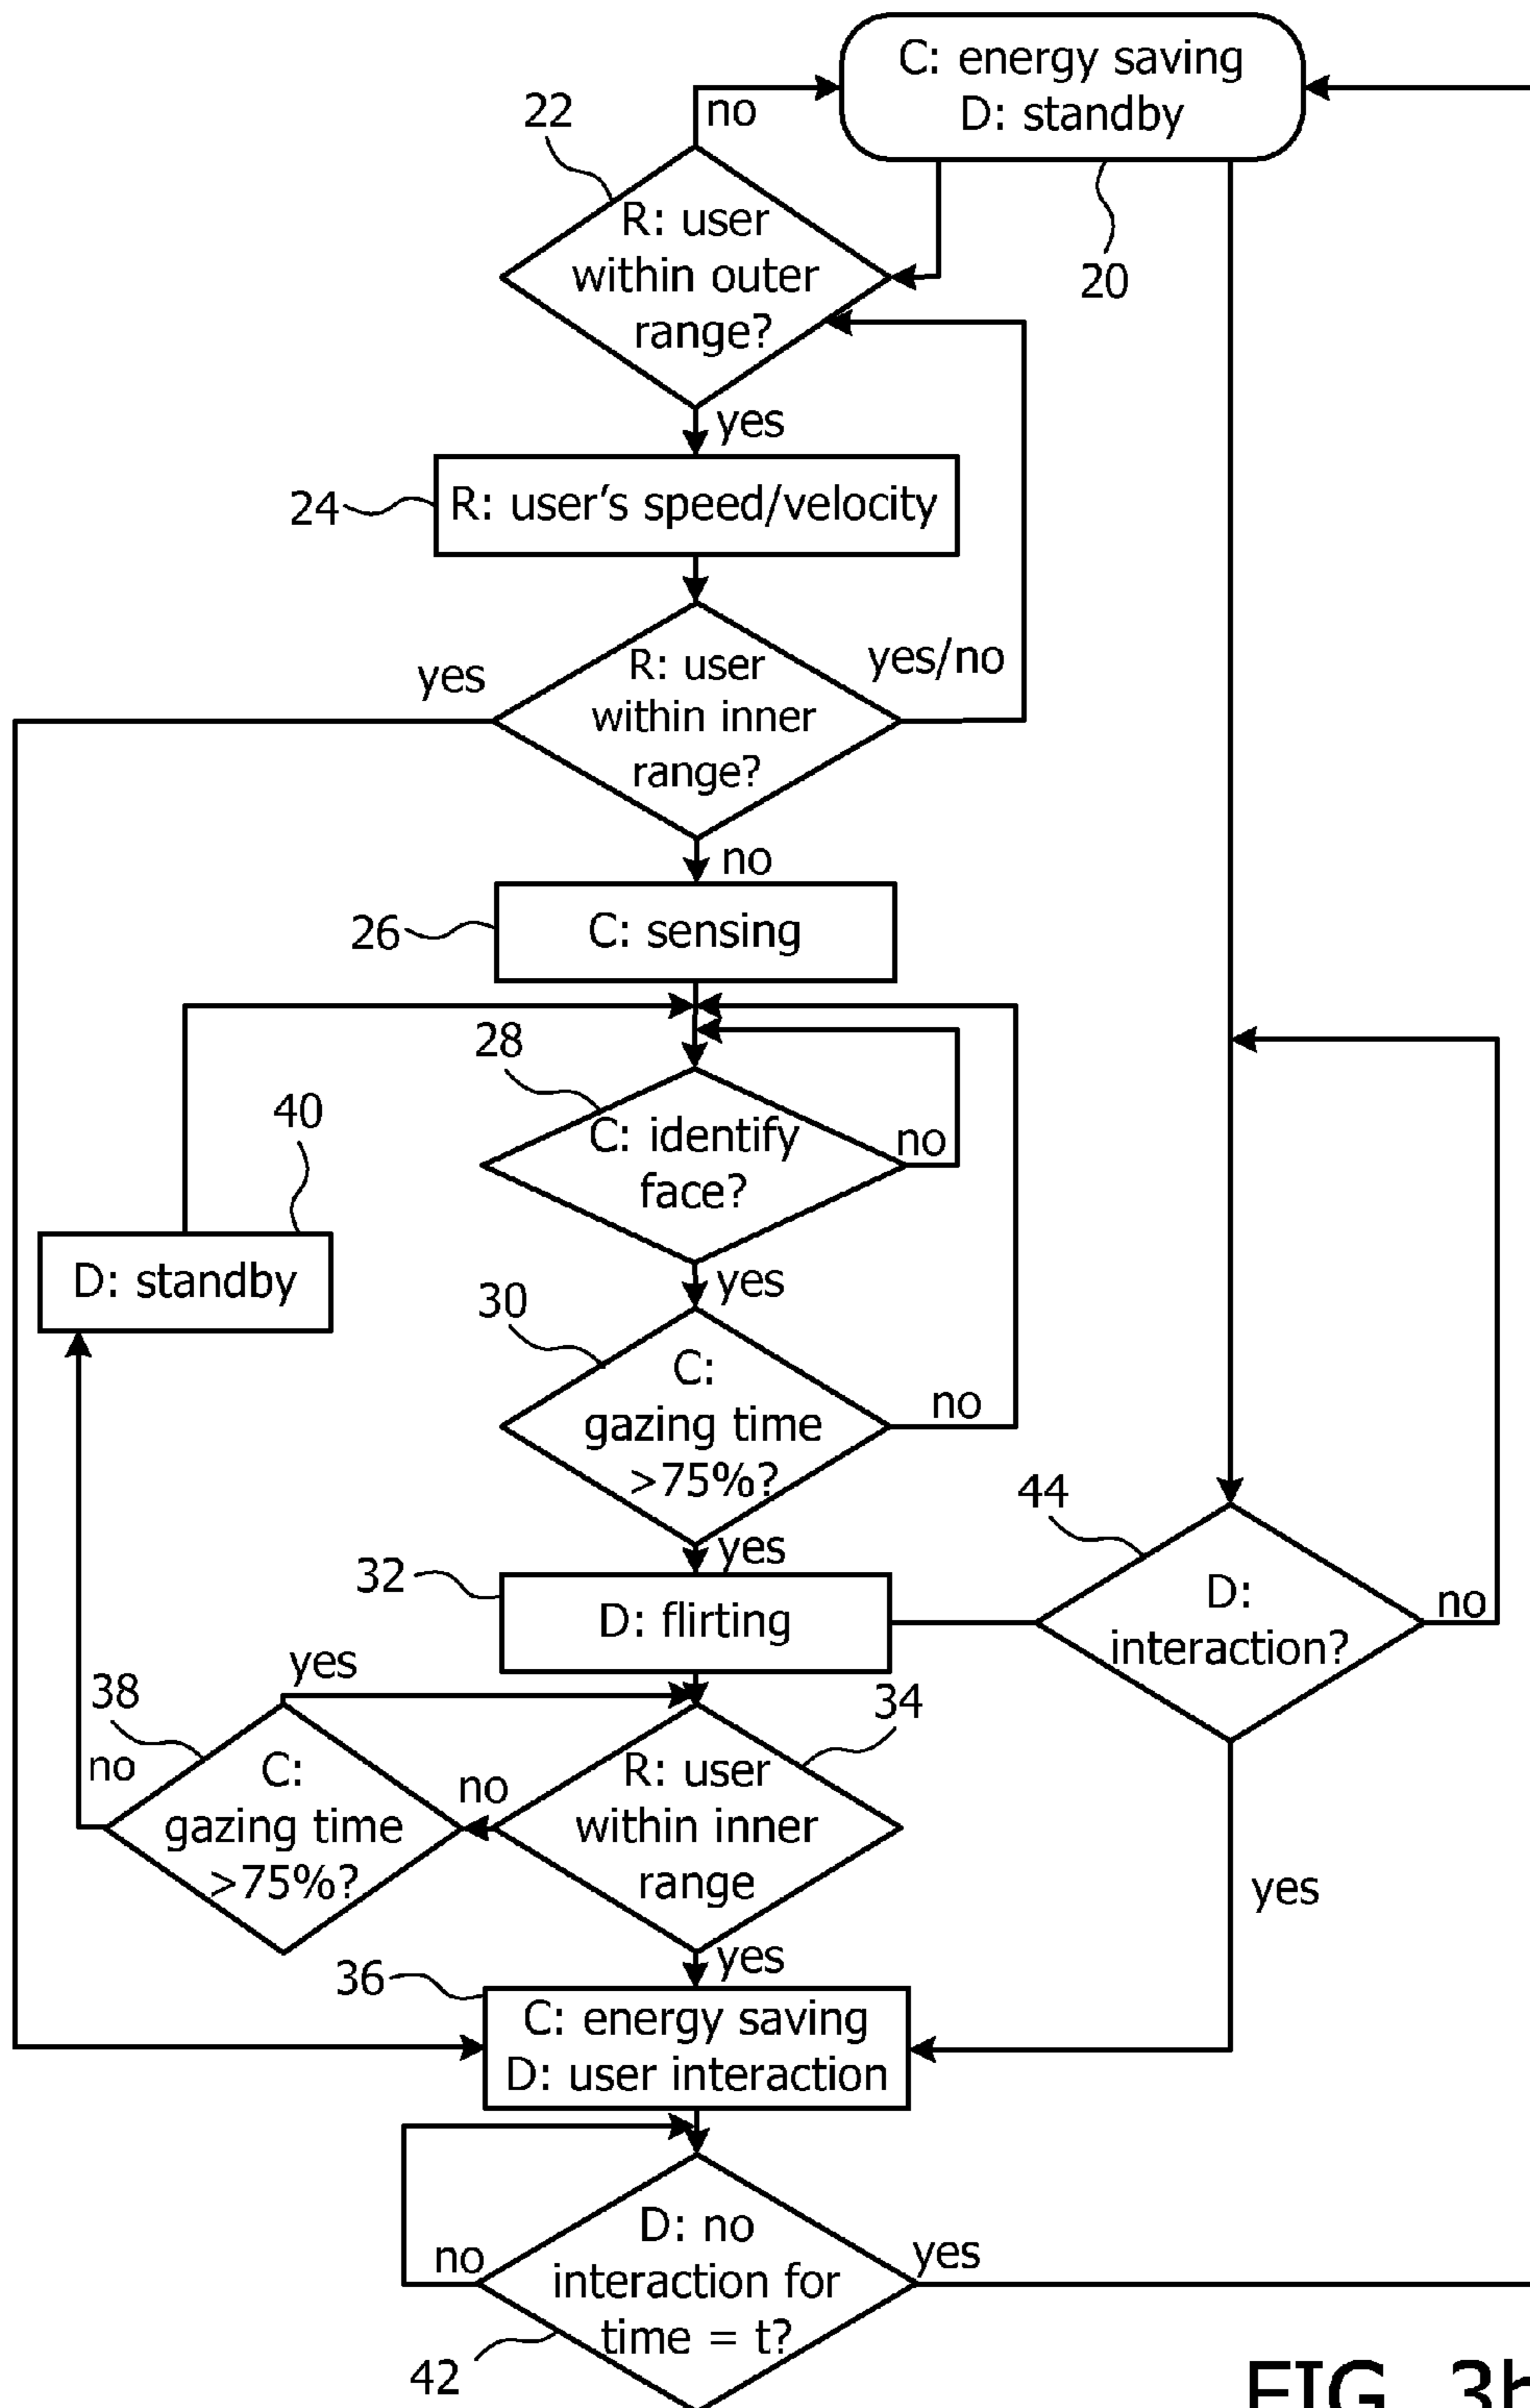 C: energy saving
D: standby
no
22
R: user
within outer
range?
20
yes
24
R: user's speed/velocity
yes
R: user
within inner
range?
yes/no
no
26
C: sensing
28
C: identify
face?
no
40
D: standby
yes
30
C:
gazing time
>75%?
no
44
yes
32
D: flirting
D:
interaction?
no
yes
38
34
no
C:
gazing time
>75%?
no
R: user
within inner
range
yes
yes
36
C: energy saving
D: user interaction
D: no
interaction for
time = t?
no
yes
42
FIG. 3b